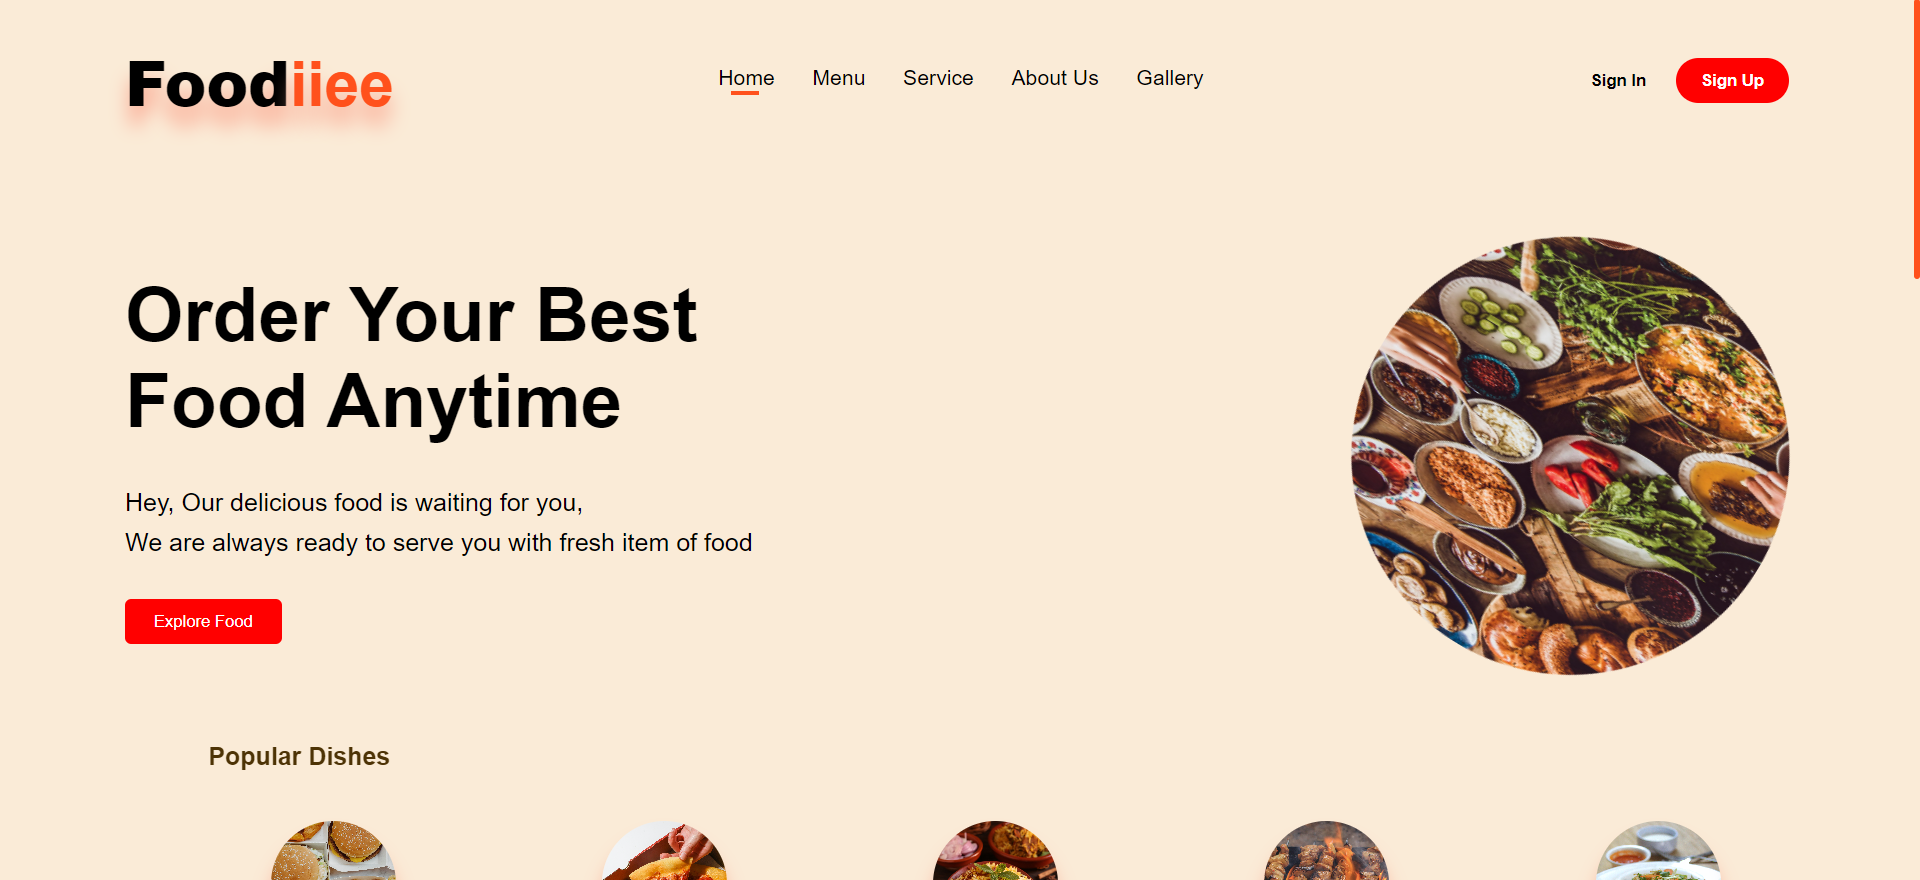 Foodiiee
Home Menu Service About Us Gallery
Sign In Sign Up
Order Your Best
Food Anytime
Hey, Our delicious food is waiting for you,
We are always ready to serve you with fresh item of food
Explore Food
Popular Dishes